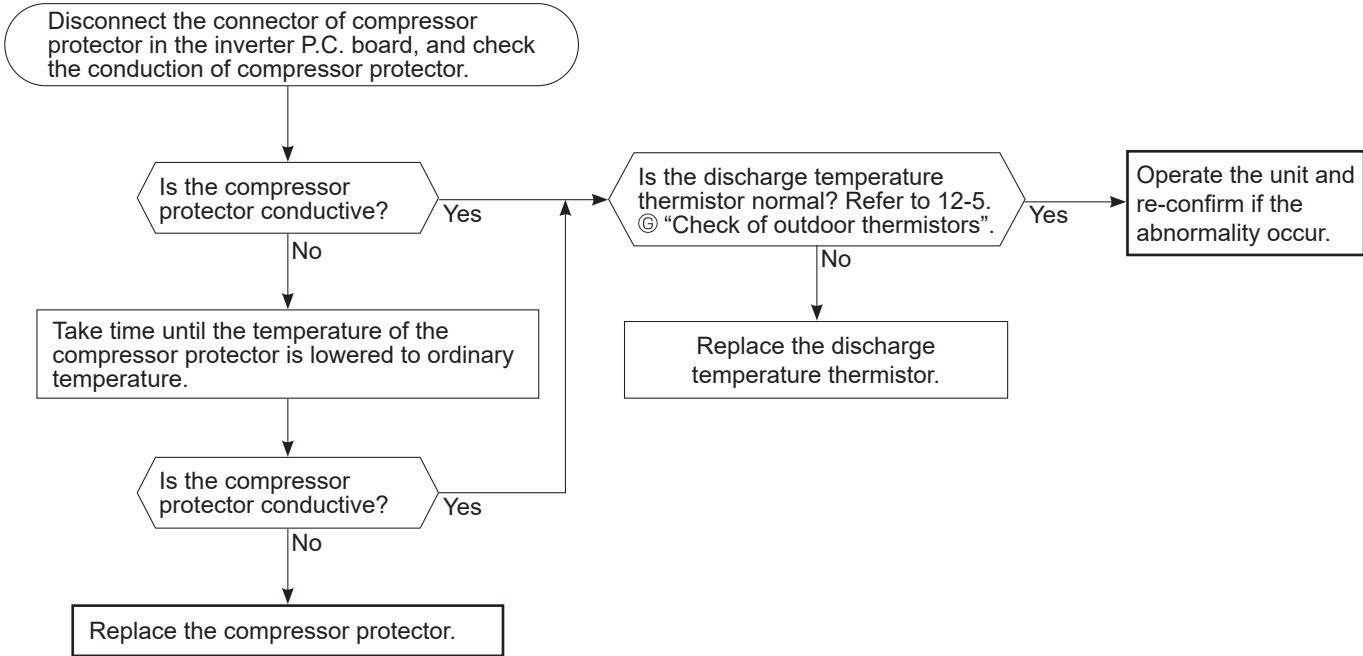 Disconnect the connector of compressor
protector in the inverter P.C. board, and check
the conduction of compressor protector.
Is the compressor
protector conductive?
Yes
No
Take time until the temperature of the
compressor protector is lowered to ordinary
temperature.
Is the compressor
protector conductive?
Yes
No
Replace the compressor protector.
Is the discharge temperature
thermistor normal? Refer to 12-5.
Ⓖ “Check of outdoor thermistors”.
Yes
No
Replace the discharge
temperature thermistor.
Operate the unit and
re-confirm if the
abnormality occur.